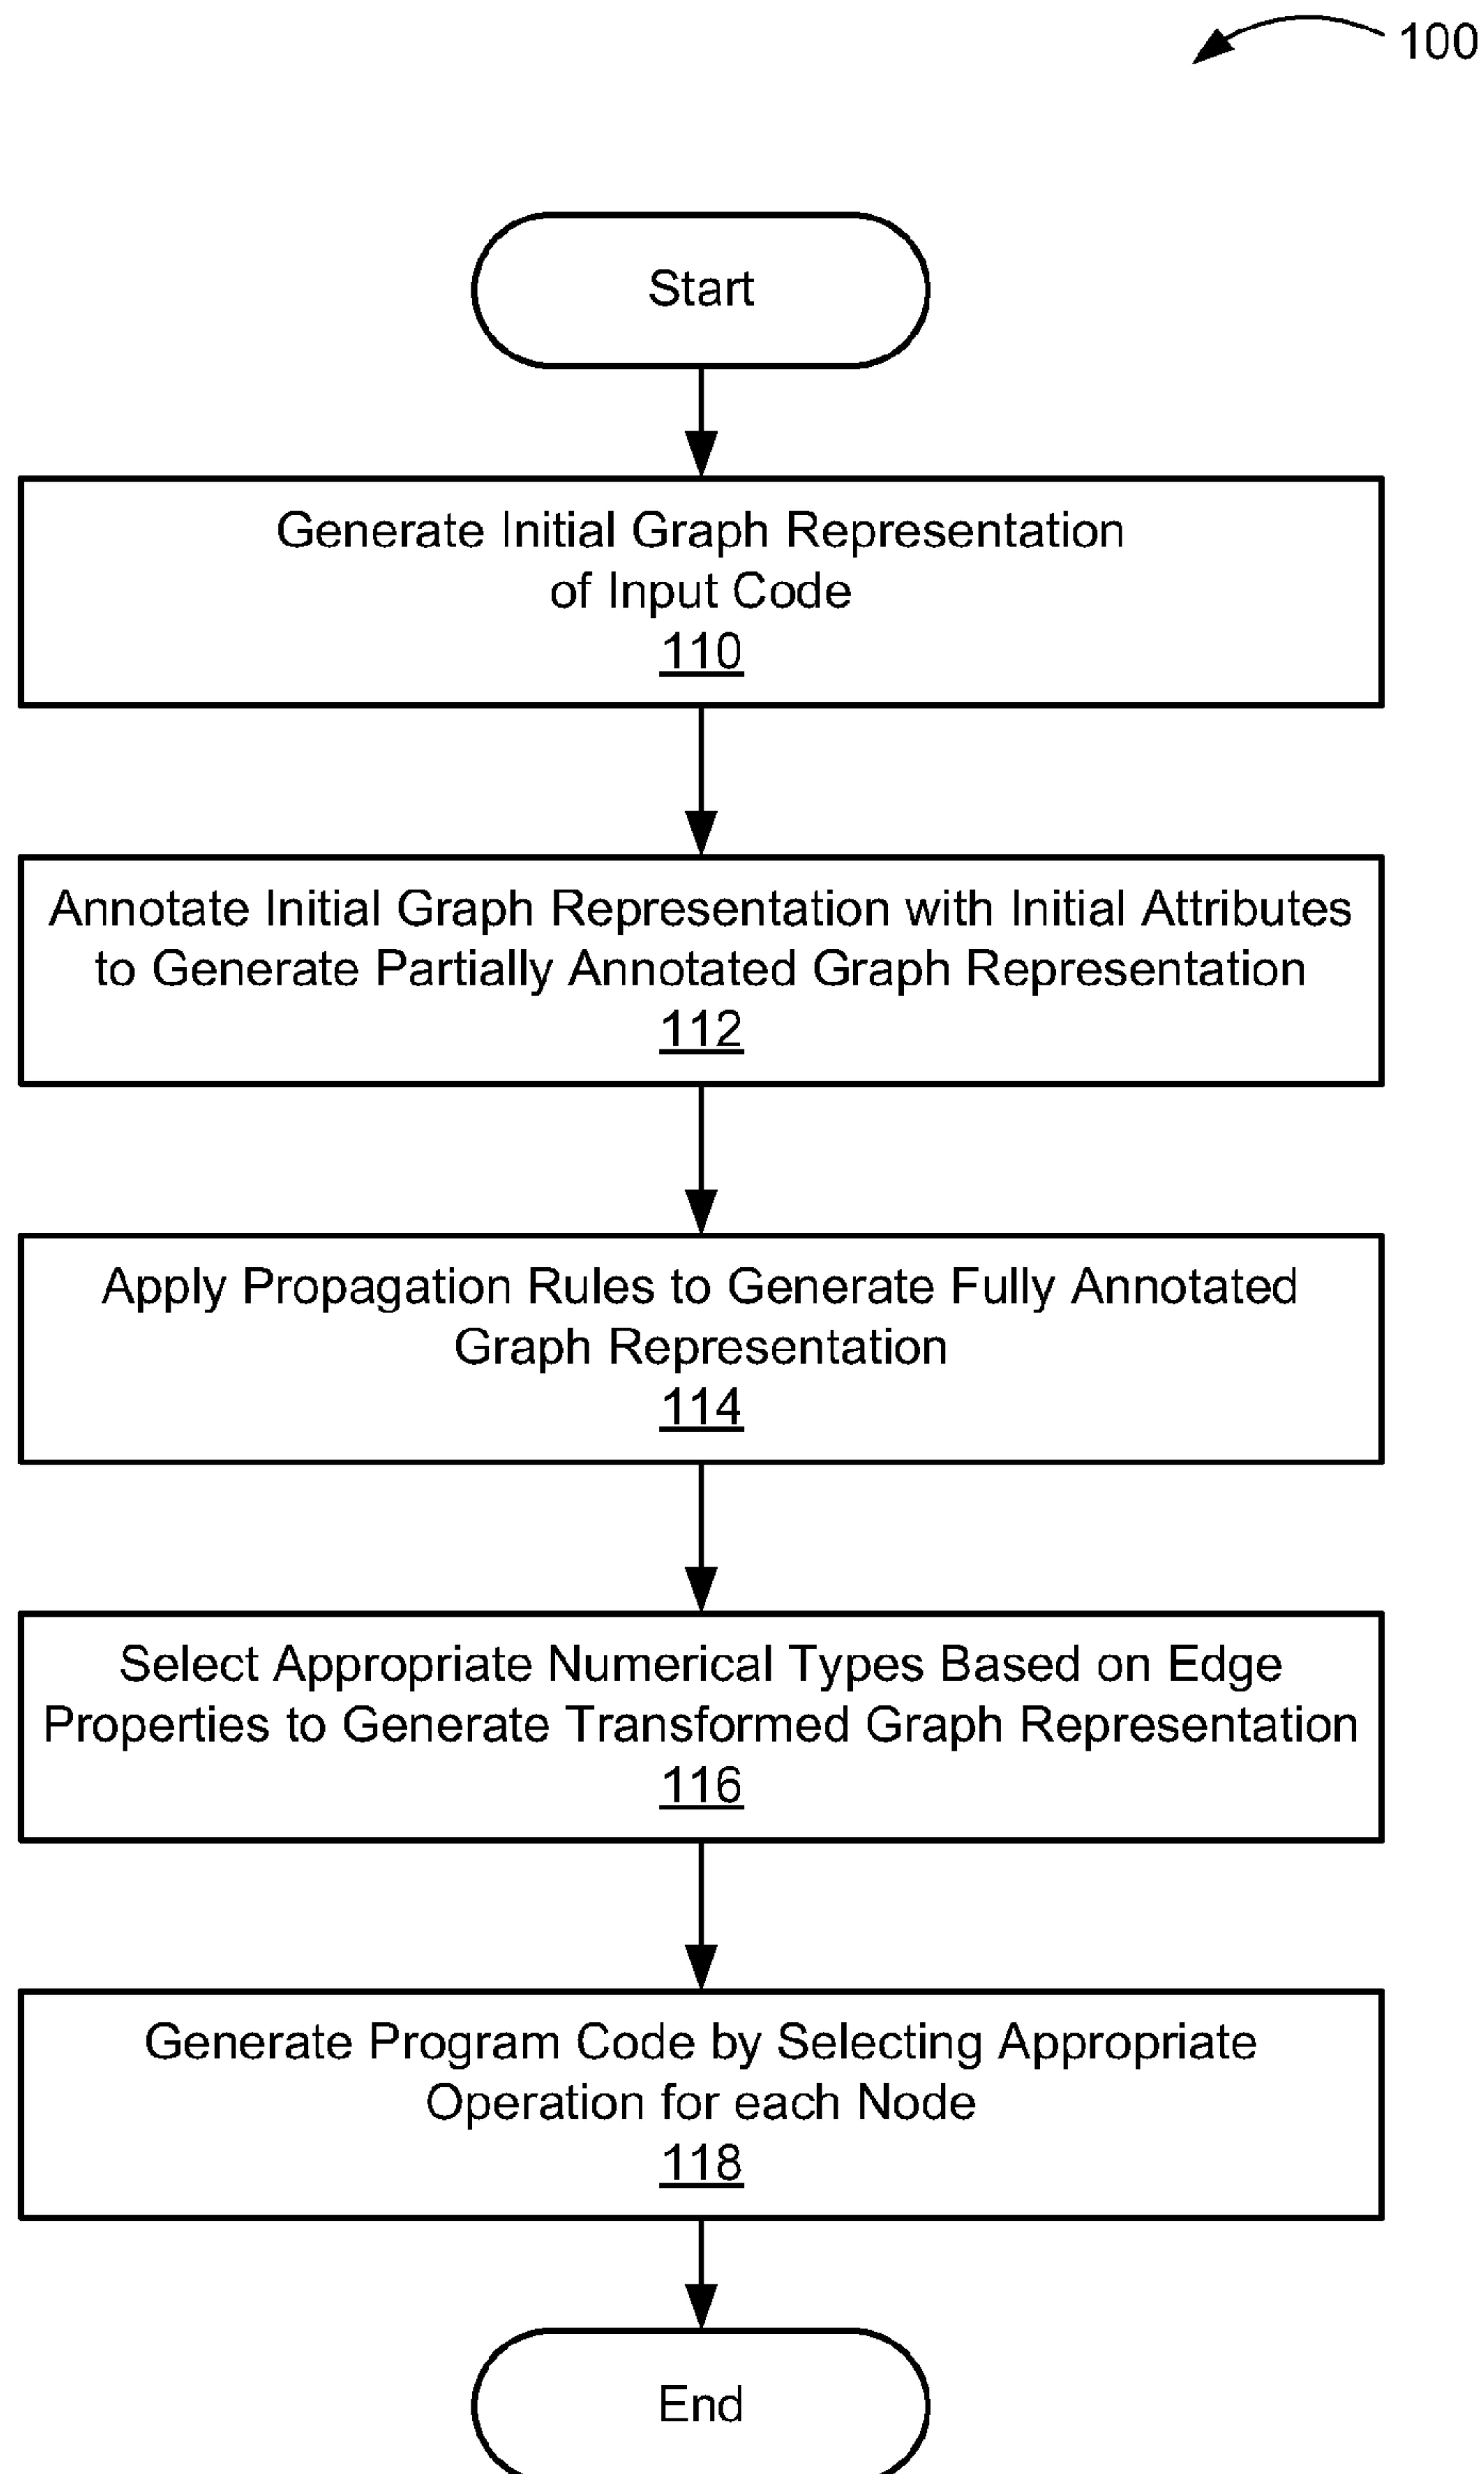 100
Start
Generate Initial Graph Representation
of Input Code
110
Annotate Initial Graph Representation with Initial Attributes
to Generate Partially Annotated Graph Representation
112
Apply Propagation Rules to Generate Fully Annotated
Graph Representation
114
Select Appropriate Numerical Types Based on Edge
Properties to Generate Transformed Graph Representation
116
Generate Program Code by Selecting Appropriate
Operation for each Node
118
End